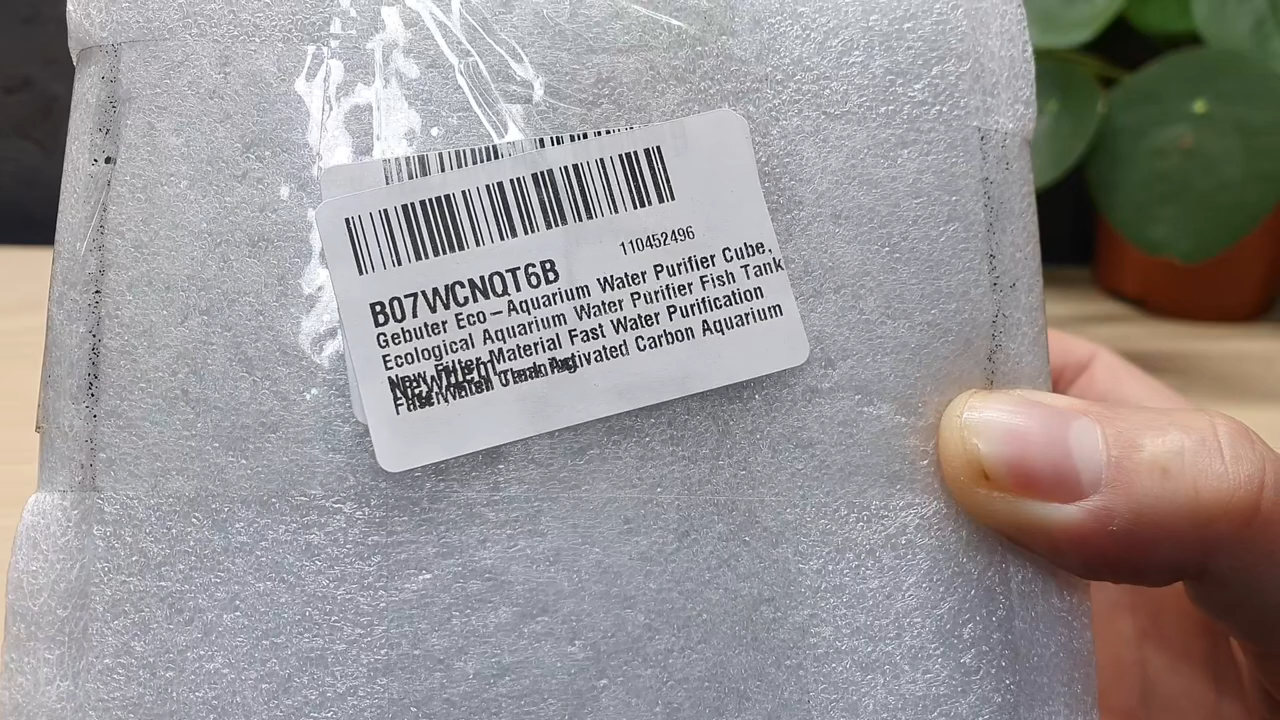 110452496
B07WCNQT6B
Gebuter Eco-Aquarium Water Purifier Cube,
Ecological Aquarium Water Purifier Fish Tank
New Filter Material Fast Water Purification
Activated Carbon Aquarium